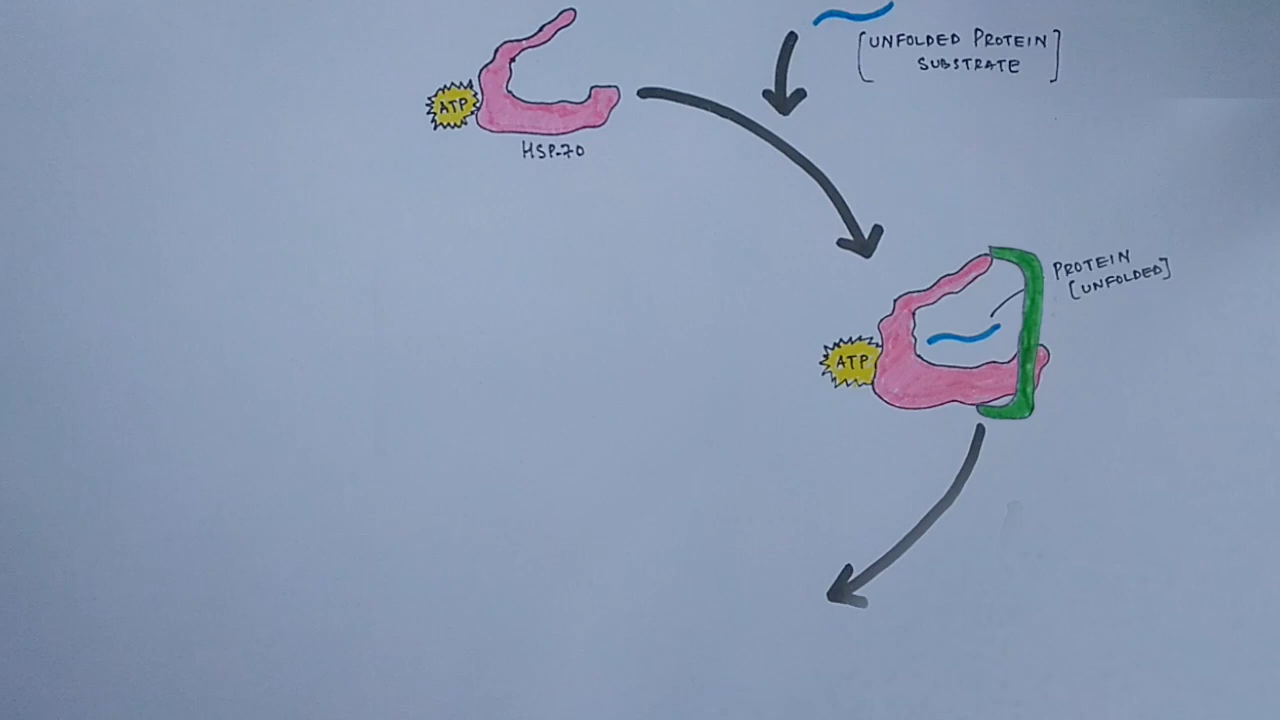 [UNFOLDED PROTEIN
SUBSTRATE]
ATP
HSP-70
PROTEIN
[UNFOLDED]
ATP